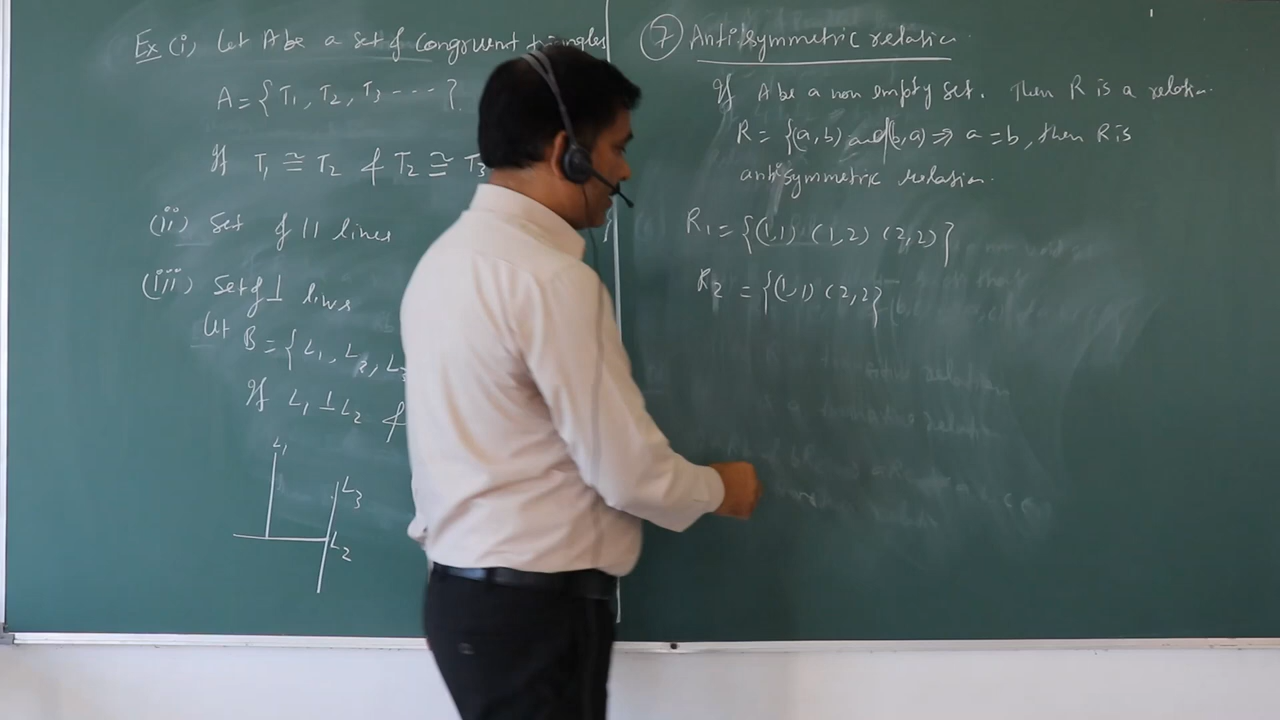 Ex (i) Let A be a set of congruent triangles
A = {T1, T2, T3 --- }
If T1 ≅ T2 & T2 ≅ T3
(ii) Set of || lines
(iii) Set of ⊥ lines
Let B = {L1, L2, L3
If L1 ⊥ L2 &
L1
L3
L2
(7) Antisymmetric relation
If A be a non empty set. Then R is a relation.
R = {(a,b) and (b,a) ⇒ a = b, then R is
antisymmetric relation.
R1 = {(1,1) (1,2) (2,2)}
R2 = {(1,1) (2,2)}